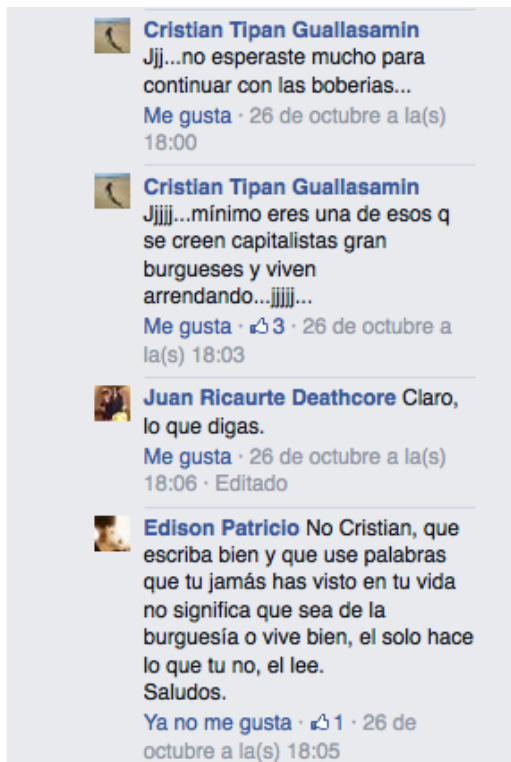 Cristian Tipan Guallasamin
Jjj...no esperaste mucho para
continuar con las boberias...
Me gusta · 26 de octubre a la(s)
18:00
Cristian Tipan Guallasamin
Jjjjj...mínimo eres una de esos q
se creen capitalistas gran
burgueses y viven
arrendando...jjjjj...
Me gusta · 3 · 26 de octubre a
la(s) 18:03
Juan Ricaurte Deathcore Claro,
lo que digas.
Me gusta · 26 de octubre a la(s)
18:06 · Editado
Edison Patricio No Cristian, que
escriba bien y que use palabras
que tu jamás has visto en tu vida
no significa que sea de la
burguesía o vive bien, el solo hace
lo que tu no, el lee.
Saludos.
Ya no me gusta · 1 · 26 de
octubre a la(s) 18:05